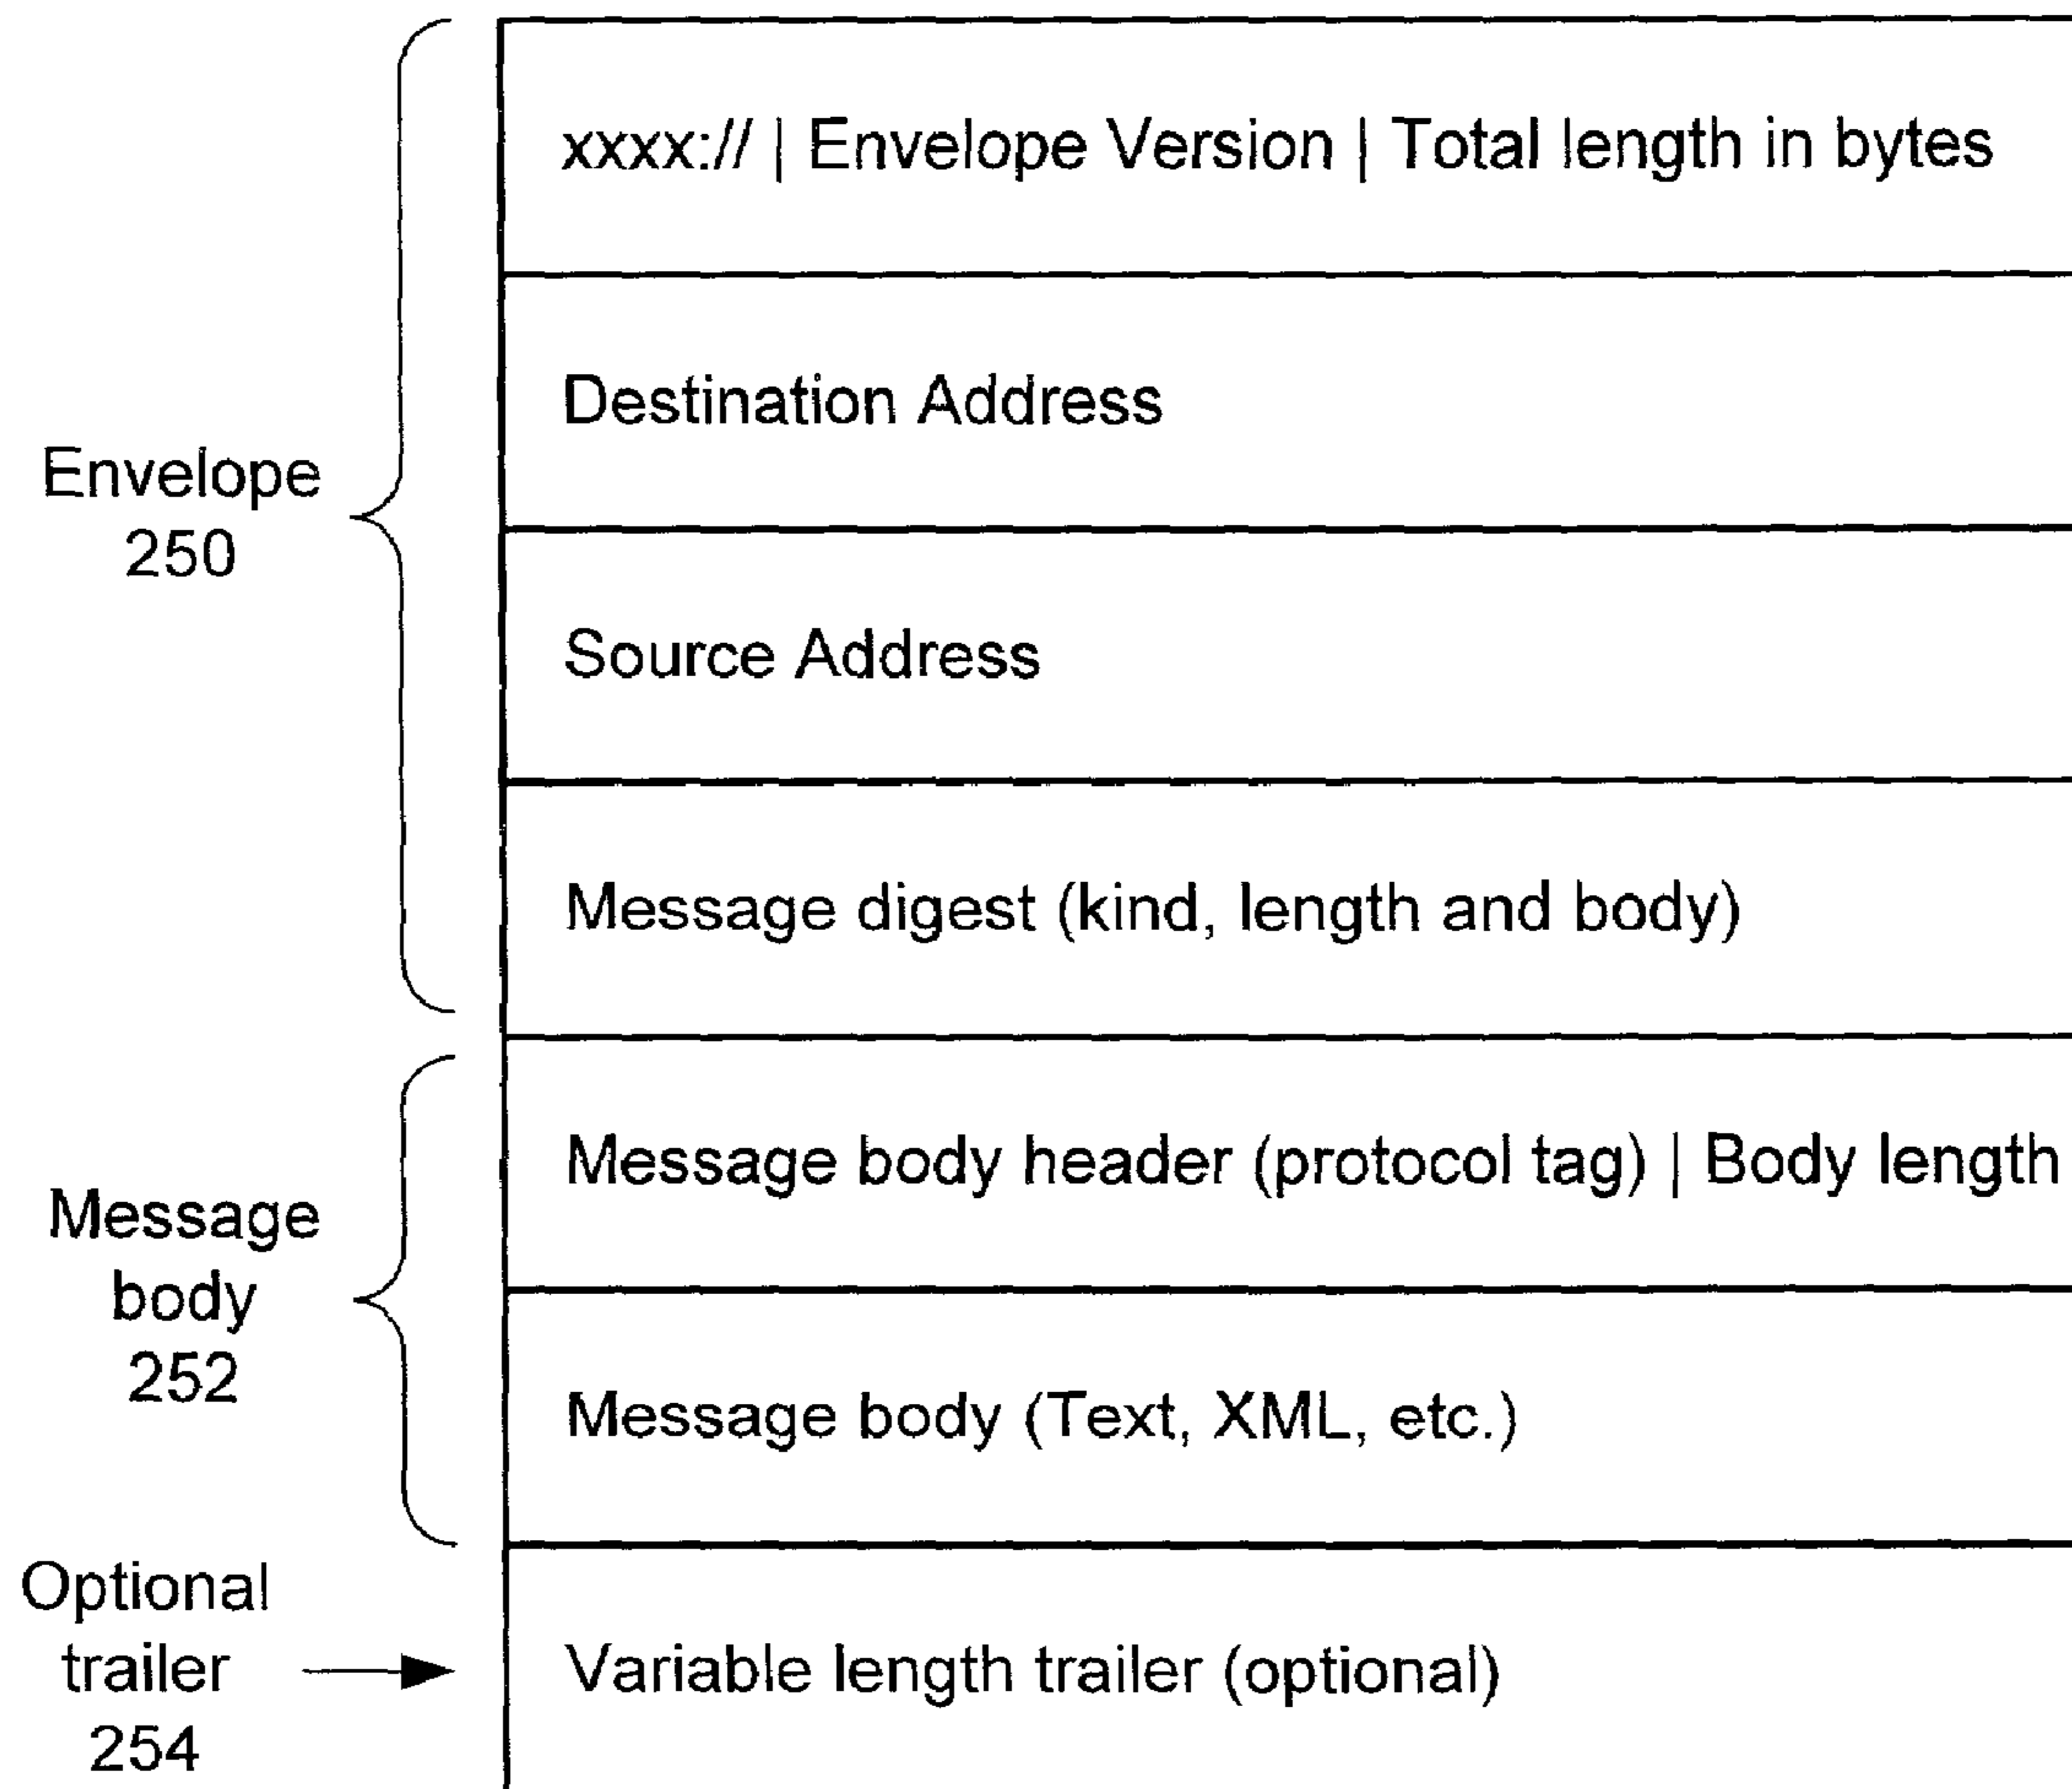 xxxx:// | Envelope Version | Total length in bytes
Destination Address
Envelope
250
Source Address
Message digest (kind, length and body)
Message body header (protocol tag) | Body length
Message
body
252
Message body (Text, XML, etc.)
Optional
trailer
254
Variable length trailer (optional)